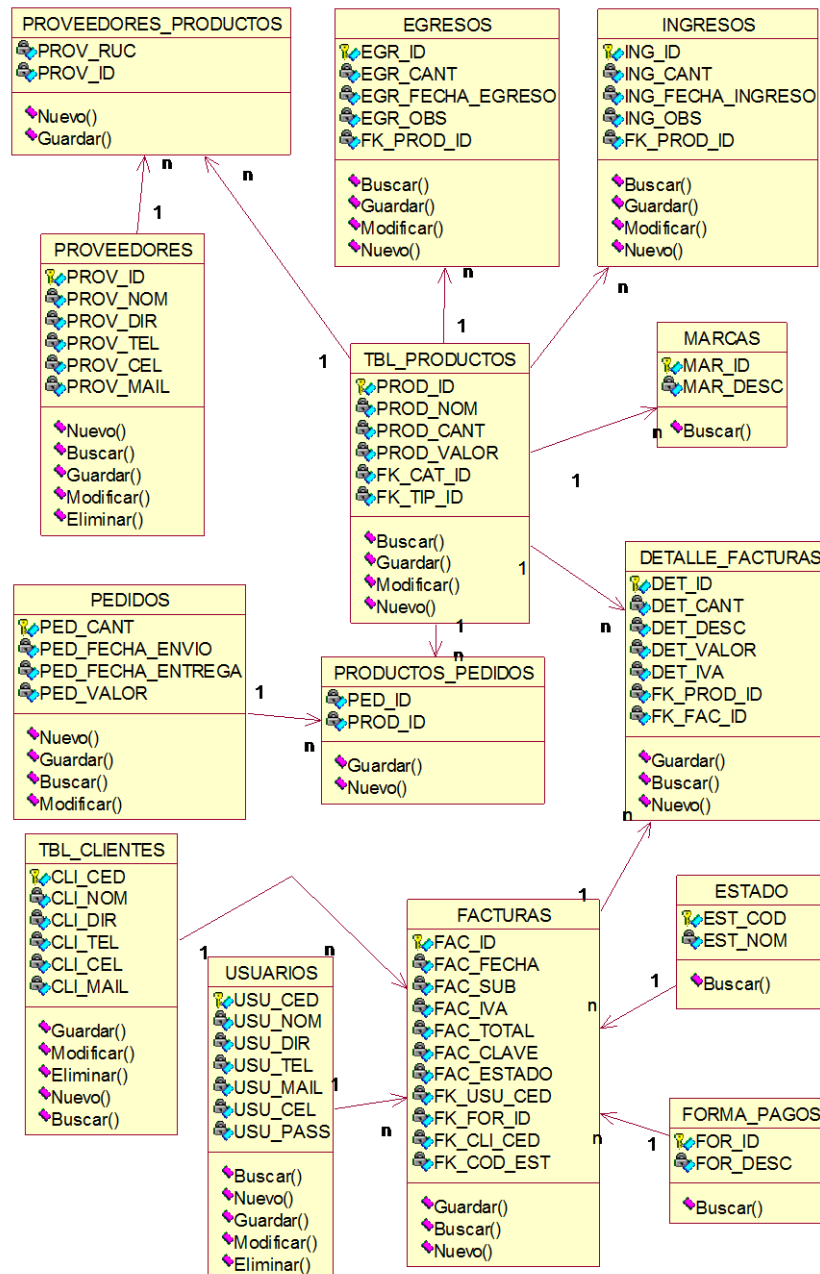 PROVEEDORES_PRODUCTOS
PROV_RUC
PROV_ID
Nuevo()
Guardar()
n
n
1
EGRESOS
EGR_ID
EGR_CANT
EGR_FECHA_EGRESO
EGR_OBS
FK_PROD_ID
Buscar()
Guardar()
Modificar()
Nuevo()
n
1
INGRESOS
ING_ID
ING_CANT
ING_FECHA_INGRESO
ING_OBS
FK_PROD_ID
Buscar()
Guardar()
Modificar()
Nuevo()
n
PROVEEDORES
PROV_ID
PROV_NOM
PROV_DIR
PROV_TEL
PROV_CEL
PROV_MAIL
Nuevo()
Buscar()
Guardar()
Modificar()
Eliminar()
1
TBL_PRODUCTOS
PROD_ID
PROD_NOM
PROD_CANT
PROD_VALOR
FK_CAT_ID
FK_TIP_ID
Buscar()
Guardar()
Modificar()
Nuevo()
1
1
n
MARCAS
MAR_ID
MAR_DESC
Buscar()
n
1
DETALLE_FACTURAS
DET_ID
DET_CANT
DET_DESC
DET_VALOR
DET_IVA
FK_PROD_ID
FK_FAC_ID
Guardar()
Buscar()
Nuevo()
n
n
PEDIDOS
PED_CANT
PED_FECHA_ENVIO
PED_FECHA_ENTREGA
PED_VALOR
Nuevo()
Guardar()
Buscar()
Modificar()
1
n
PRODUCTOS_PEDIDOS
PED_ID
PROD_ID
Guardar()
Nuevo()
TBL_CLIENTES
CLI_CED
CLI_NOM
CLI_DIR
CLI_TEL
CLI_CEL
CLI_MAIL
Guardar()
Modificar()
Eliminar()
Nuevo()
Buscar()
1
n
USUARIOS
USU_CED
USU_NOM
USU_DIR
USU_TEL
USU_MAIL
USU_CEL
USU_PASS
Buscar()
Nuevo()
Guardar()
Modificar()
Eliminar()
1
n
FACTURAS
FAC_ID
FAC_FECHA
FAC_SUB
FAC_IVA
FAC_TOTAL
FAC_CLAVE
FAC_ESTADO
FK_USU_CED
FK_FOR_ID
FK_CLI_CED
FK_COD_EST
Guardar()
Buscar()
Nuevo()
1
n
n
ESTADO
EST_COD
EST_NOM
Buscar()
1
FORMA_PAGOS
FOR_ID
FOR_DESC
Buscar()
1